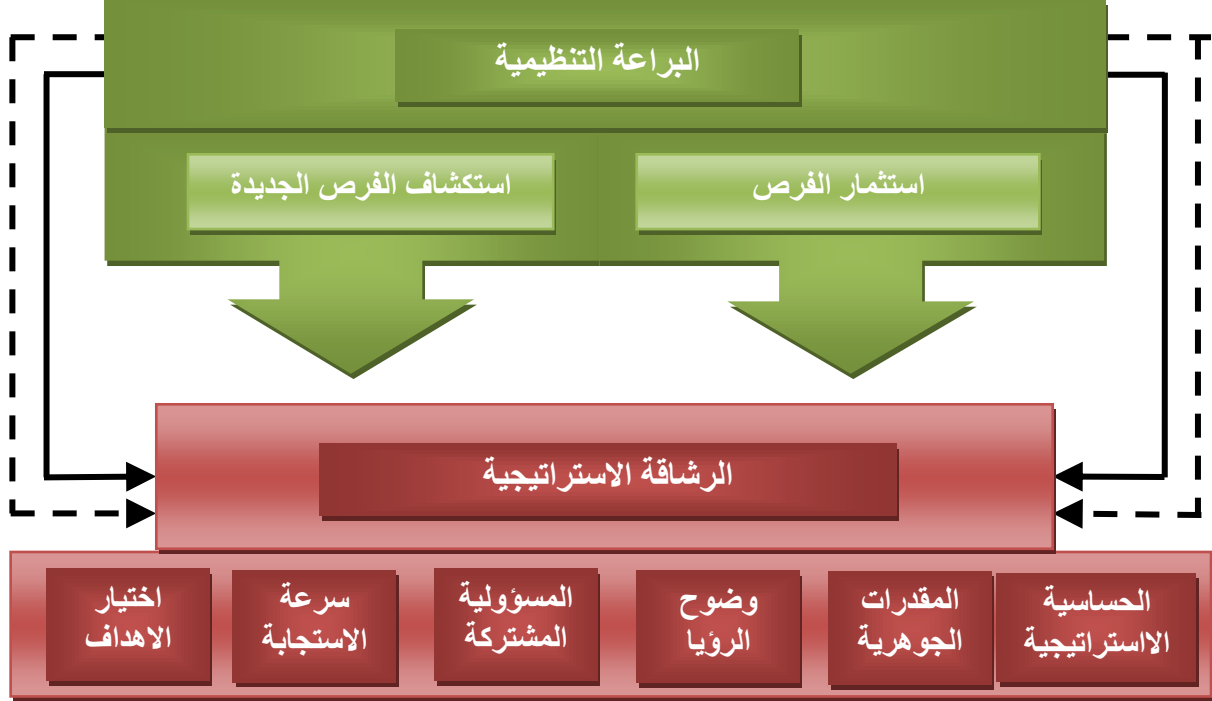 البراعة التنظيمية
استثمار الفرص
استكشاف الفرص الجديدة
الرشاقة الاستراتيجية
الحساسية
الااستراتيجية
المقدرات
الجوهرية
وضوح
الرؤيا
المسؤولية
المشتركة
سرعة
الاستجابة
اختيار
الاهداف